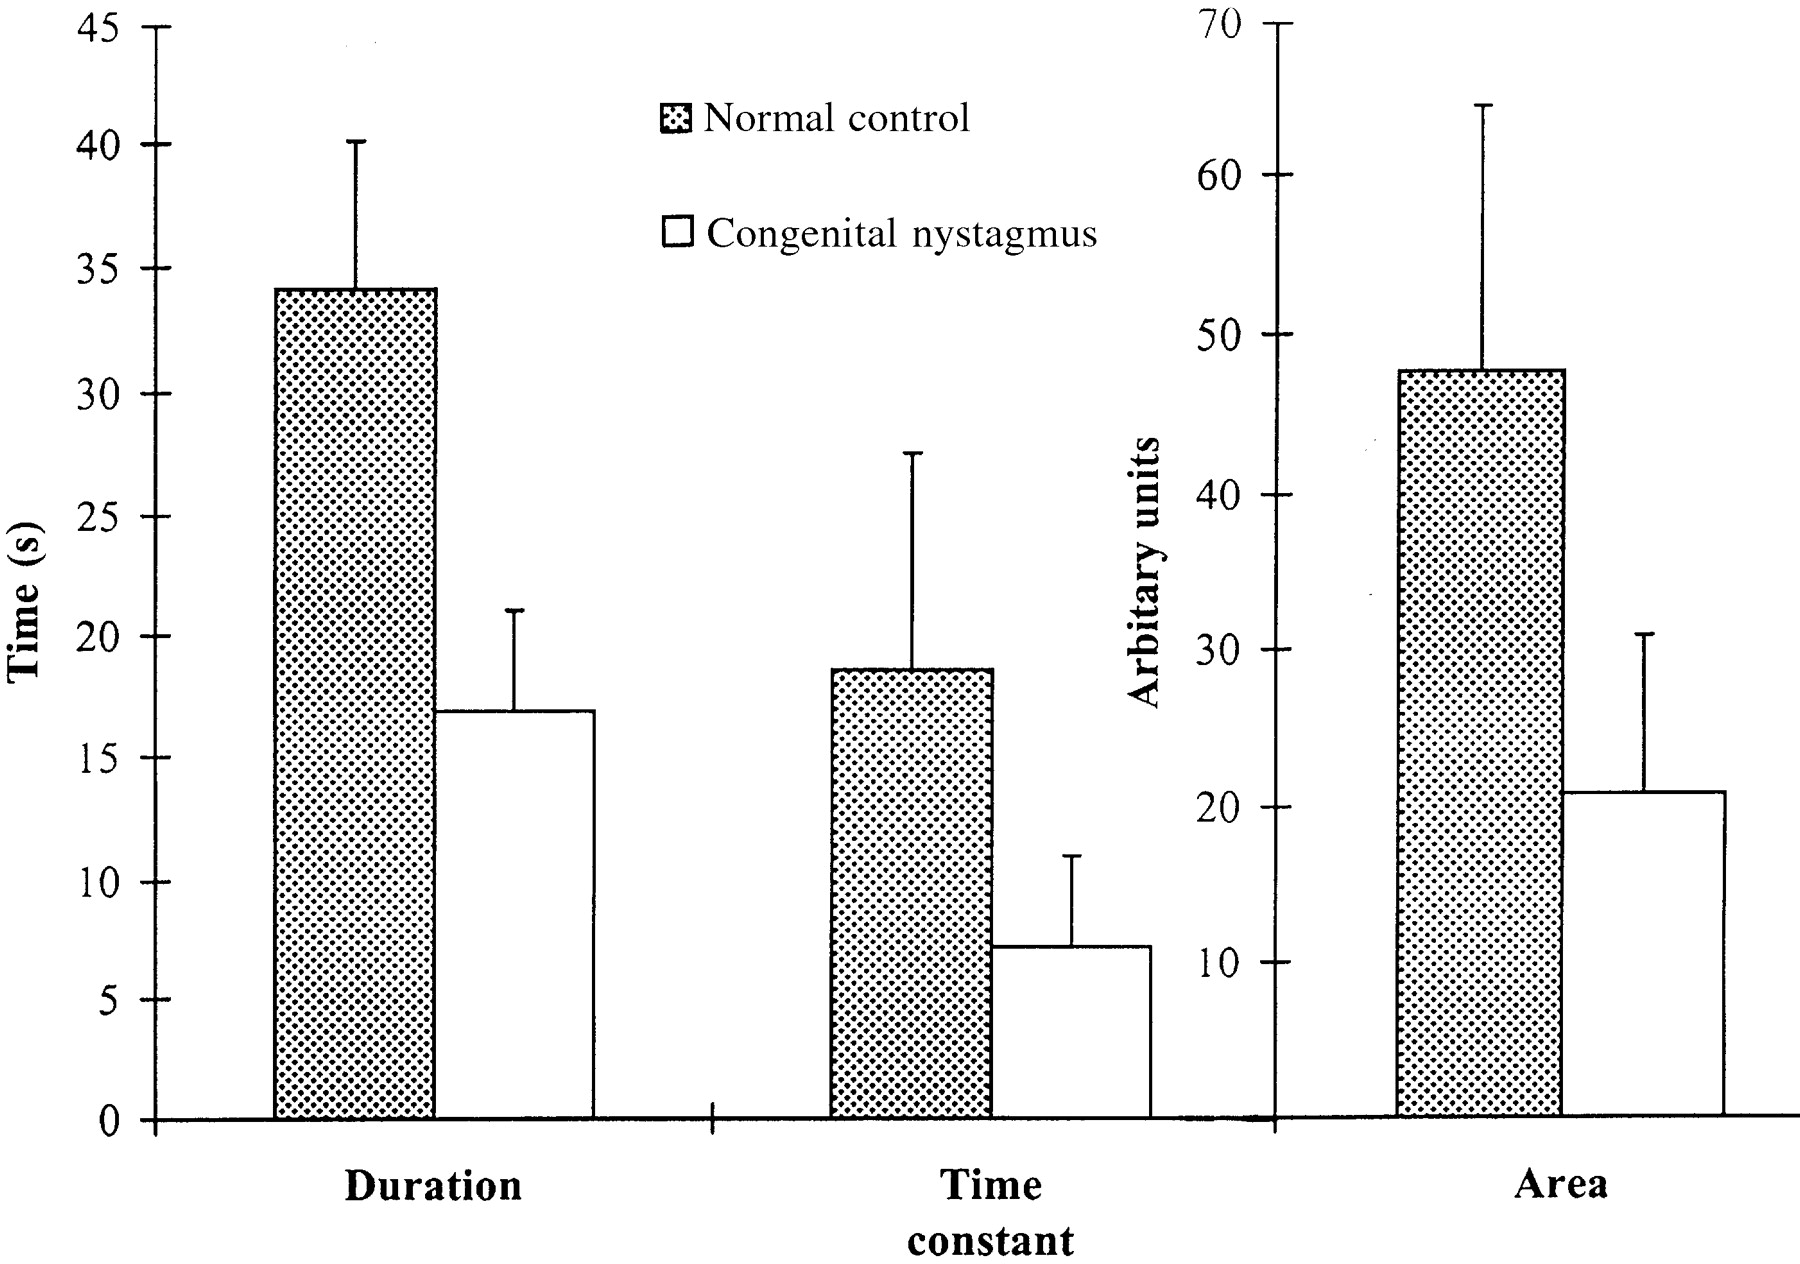 45
40
35
30
25
20
15
10
5
0
Time (s)
Normal control
Congenital nystagmus
70
60
50
40
30
20
10
Arbitary units
Duration
Time
constant
Area